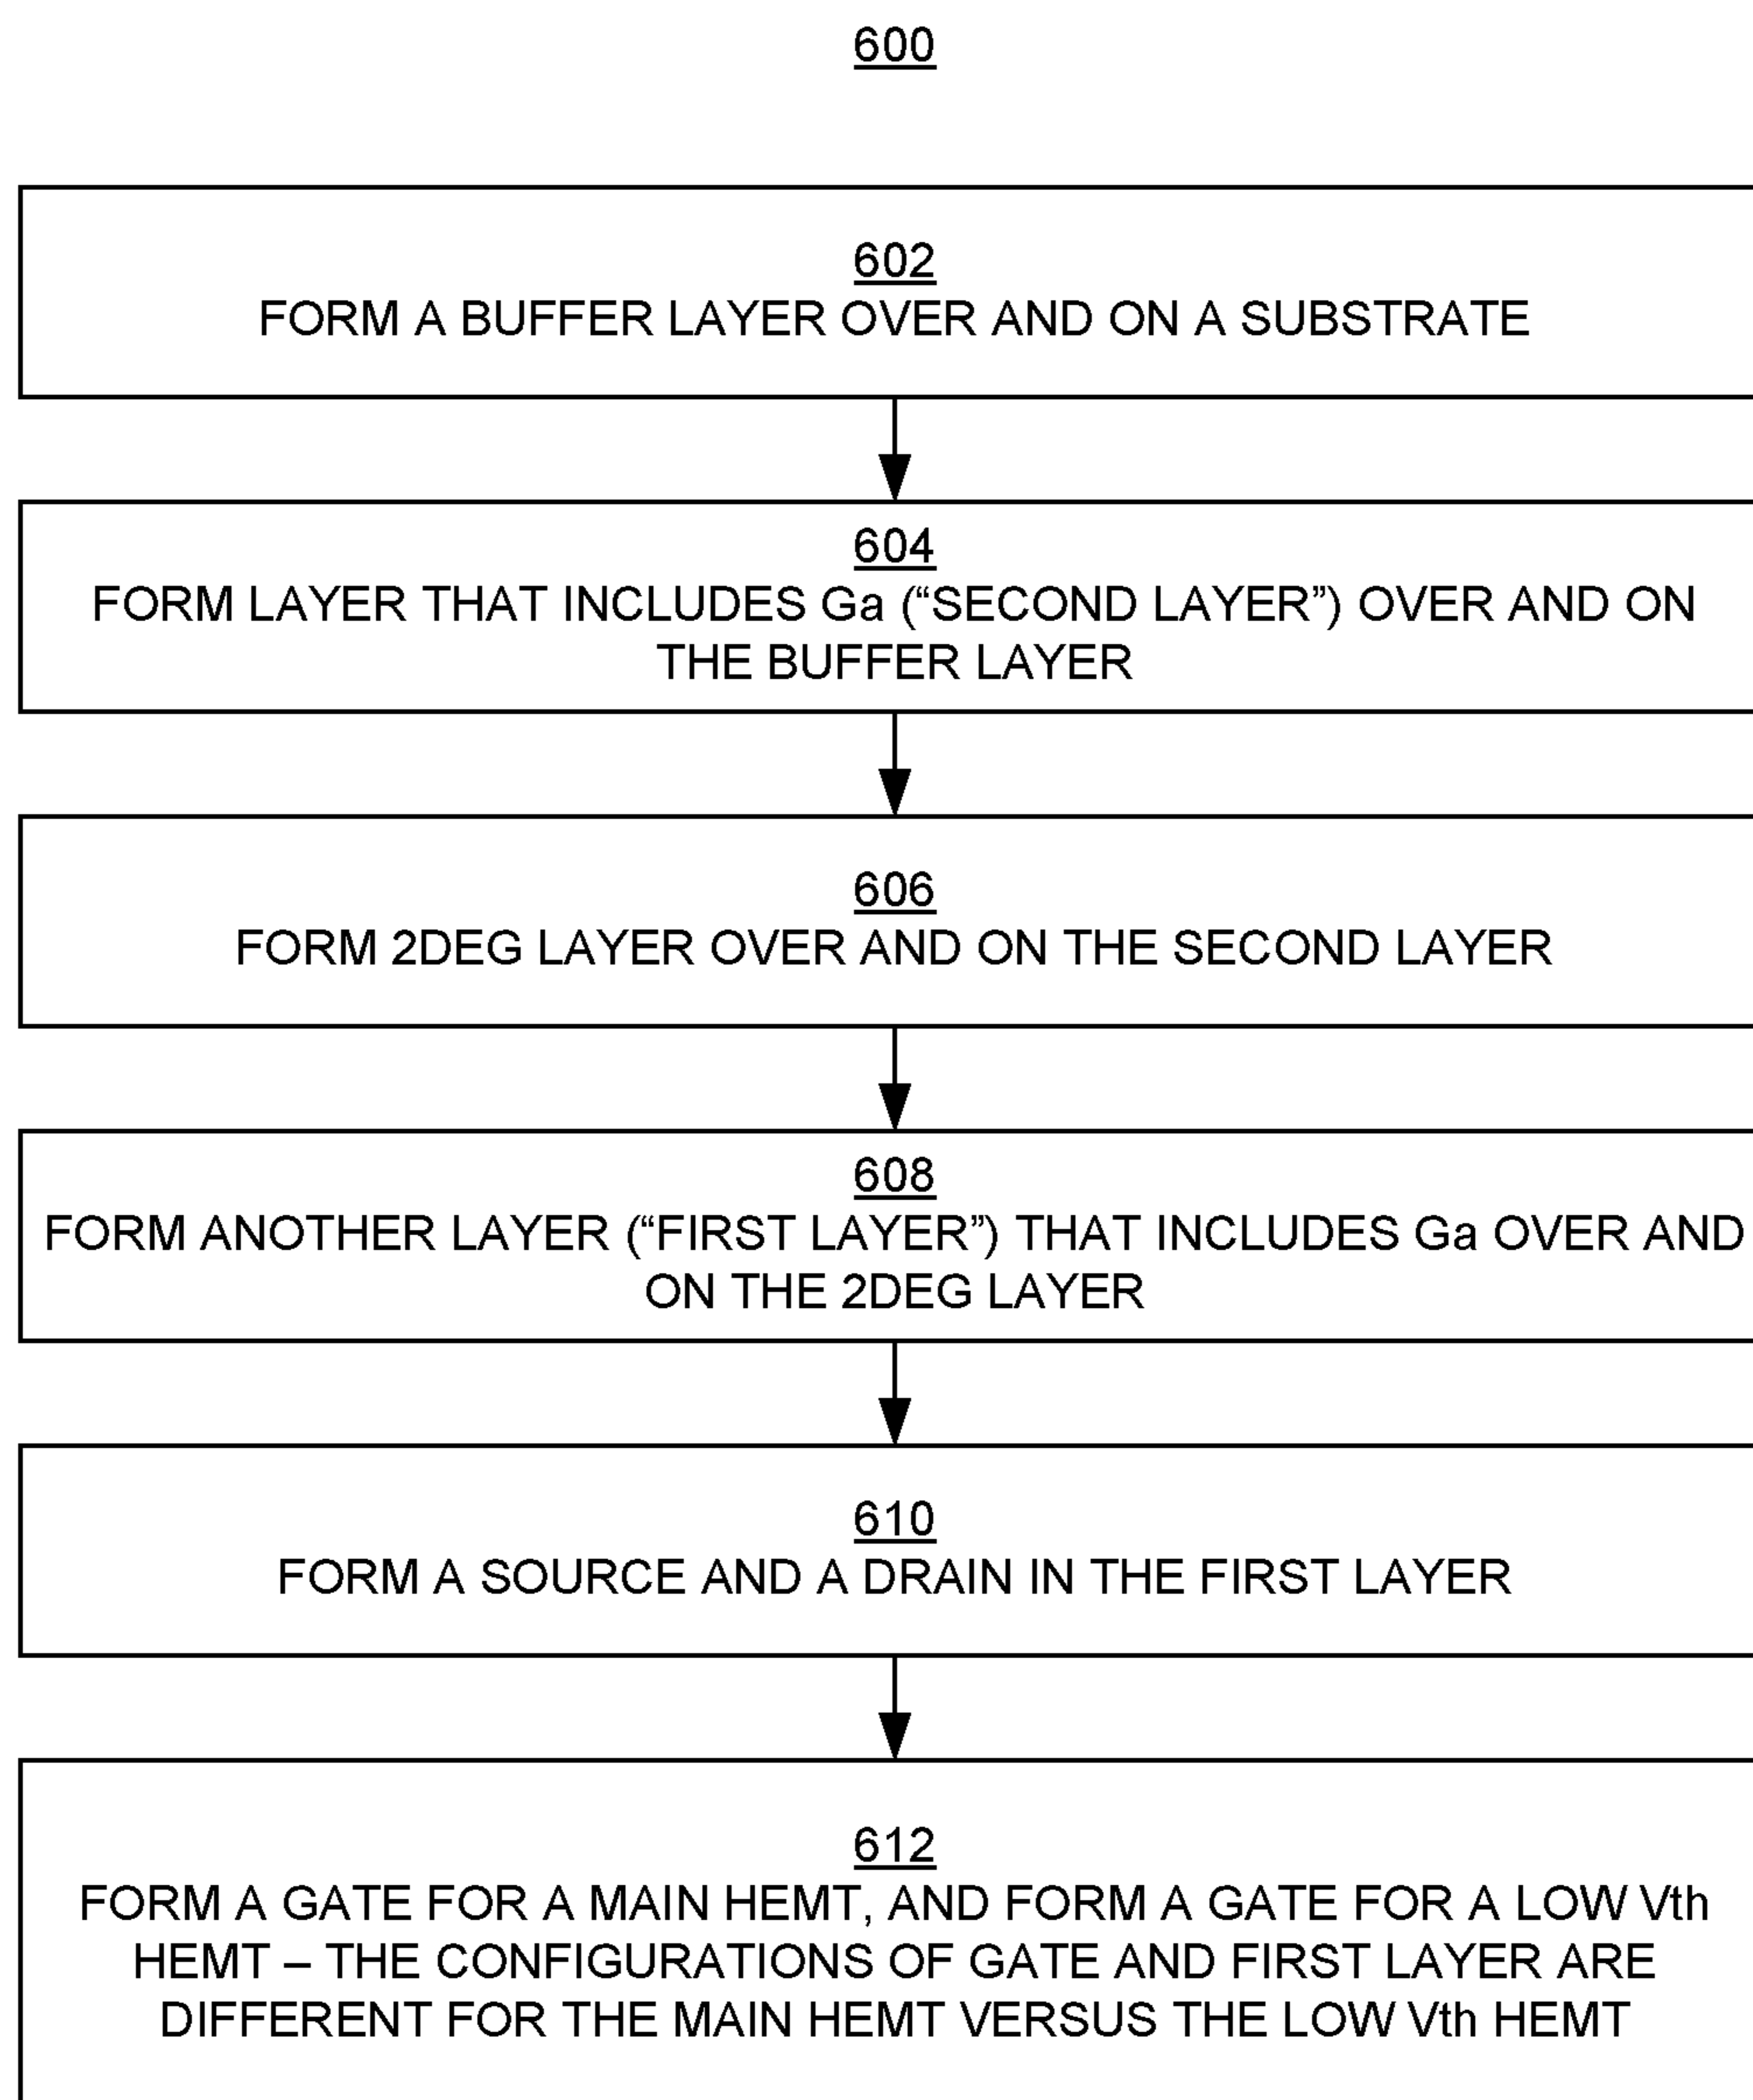 600
602
FORM A BUFFER LAYER OVER AND ON A SUBSTRATE
604
FORM LAYER THAT INCLUDES Ga (“SECOND LAYER”) OVER AND ON
THE BUFFER LAYER
606
FORM 2DEG LAYER OVER AND ON THE SECOND LAYER
608
FORM ANOTHER LAYER (“FIRST LAYER”) THAT INCLUDES Ga OVER AND
ON THE 2DEG LAYER
610
FORM A SOURCE AND A DRAIN IN THE FIRST LAYER
612
FORM A GATE FOR A MAIN HEMT, AND FORM A GATE FOR A LOW Vth
HEMT – THE CONFIGURATIONS OF GATE AND FIRST LAYER ARE
DIFFERENT FOR THE MAIN HEMT VERSUS THE LOW Vth HEMT